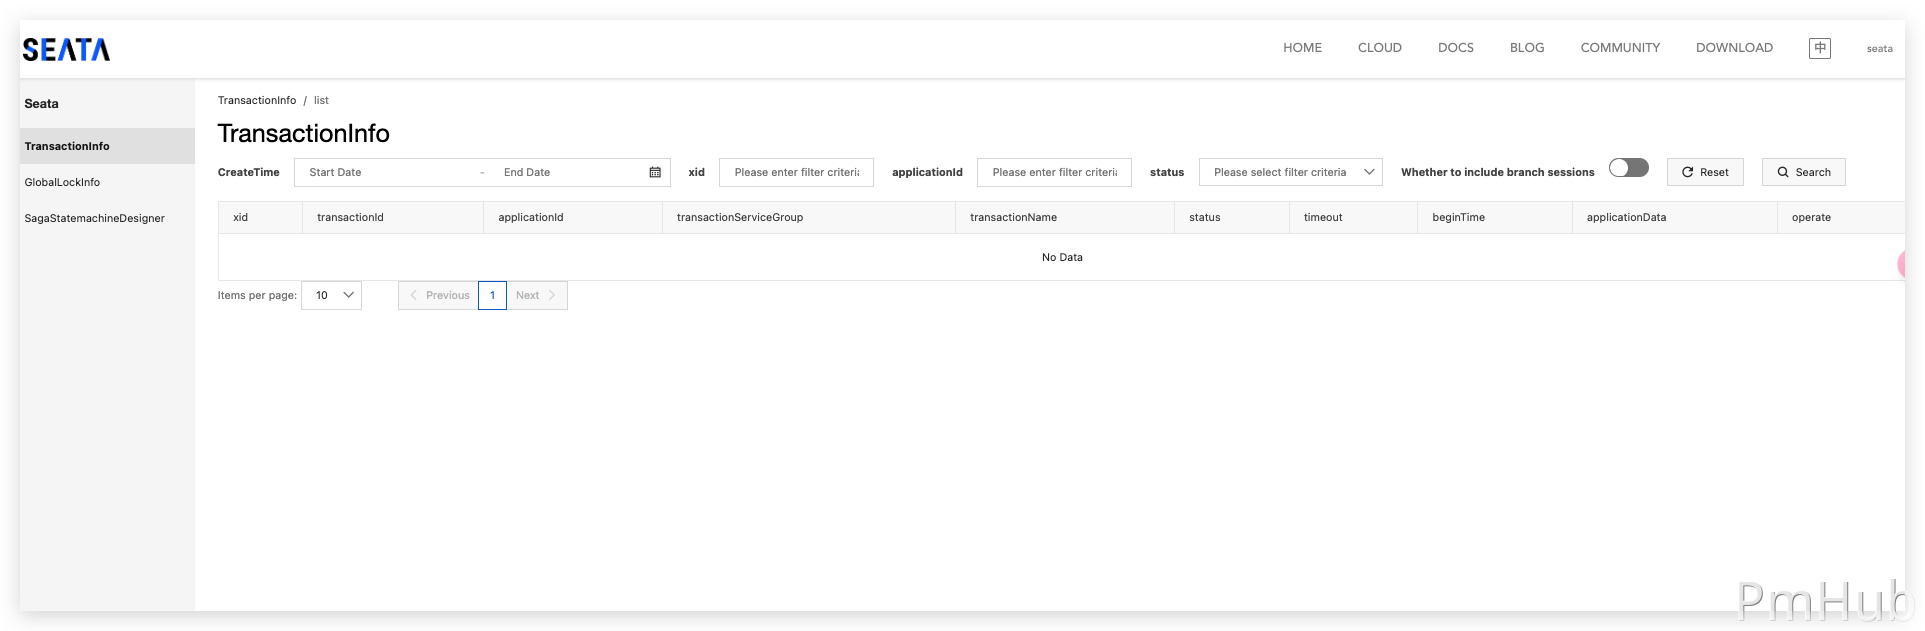 SEATA
HOME CLOUD DOCS BLOG COMMUNITY DOWNLOAD 中 seata
Seata
TransactionInfo
GlobalLockInfo
SagaStatemachineDesigner
TransactionInfo / list
TransactionInfo
CreateTime Start Date - End Date xid Please enter filter criteria applicationId Please enter filter criteria status Please select filter criteria Whether to include branch sessions Reset Search
xid transactionId applicationId transactionServiceGroup transactionName status timeout beginTime applicationData operate
No Data
Items per page: 10 Previous 1 Next
PmHub